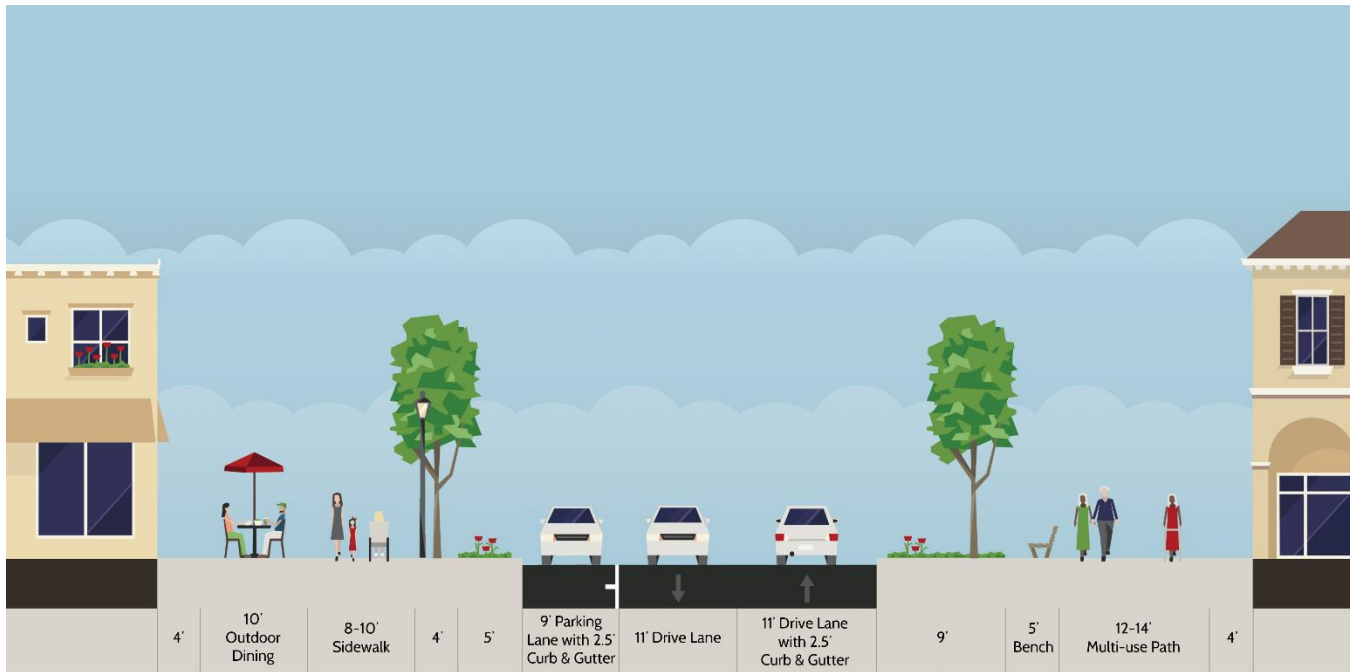 4’
10’
Outdoor
Dining
8-10’
Sidewalk
4’
5’
9’ Parking
Lane with 2.5’
Curb & Gutter
11’ Drive Lane
11’ Drive Lane
with 2.5’
Curb & Gutter
9’
5’
Bench
12-14’
Multi-use Path
4’